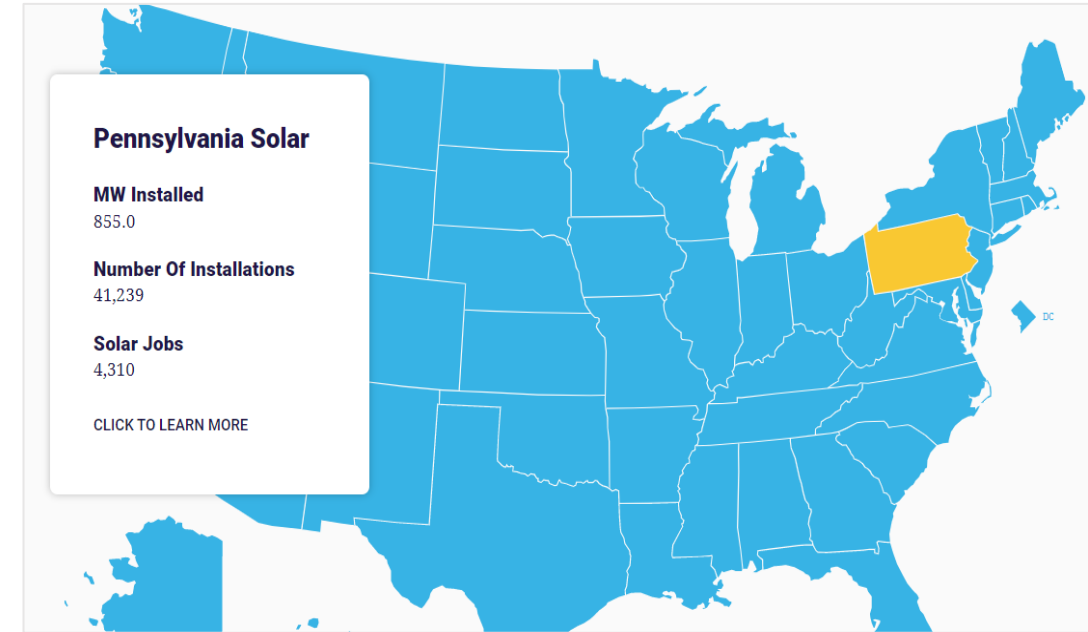 Pennsylvania Solar
MW Installed
855.0
Number Of Installations
41,239
Solar Jobs
4,310
CLICK TO LEARN MORE
DC